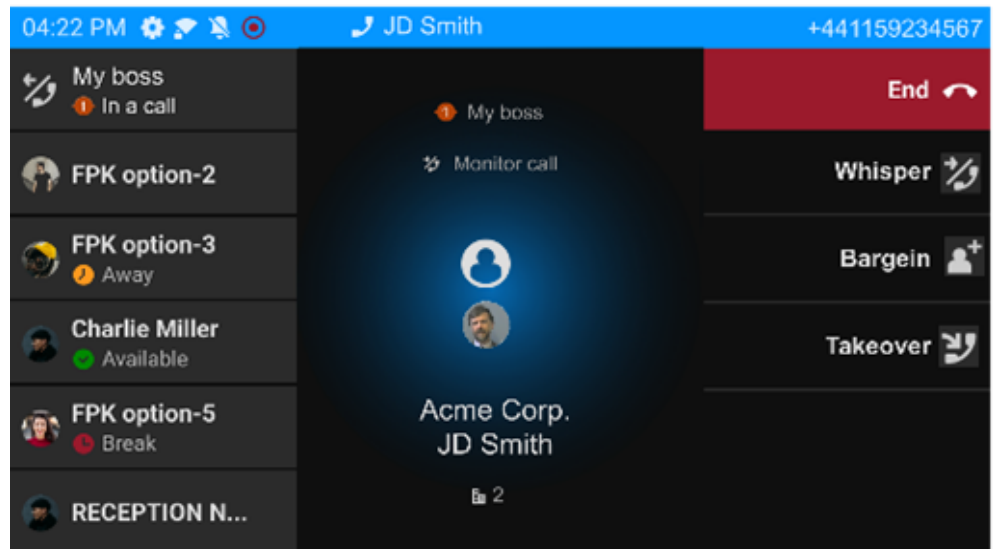 04:22 PM JD Smith +441159234567
My boss
In a call
FPK option-2
FPK option-3
Away
Charlie Miller
Available
FPK option-5
Break
RECEPTION N...
My boss
Monitor call
Acme Corp.
JD Smith
2
End
Whisper
Bargein
Takeover